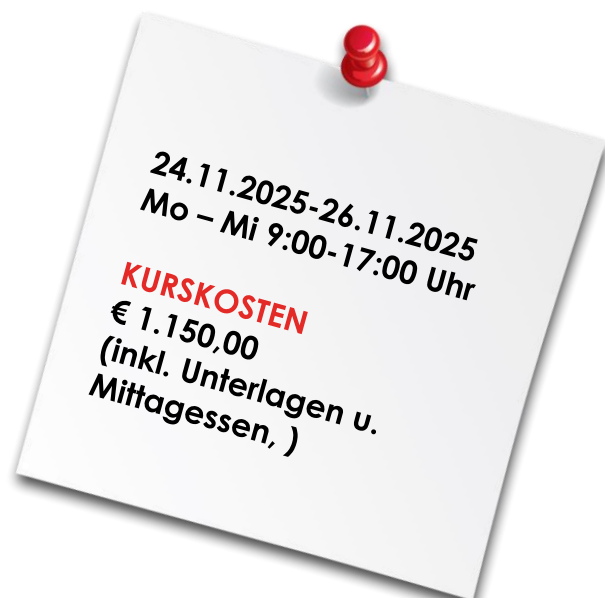 24.11.2025-26.11.2025
Mo – Mi 9:00-17:00 Uhr
KURSKOSTEN
€ 1.150,00
(inkl. Unterlagen u.
Mittagessen, )